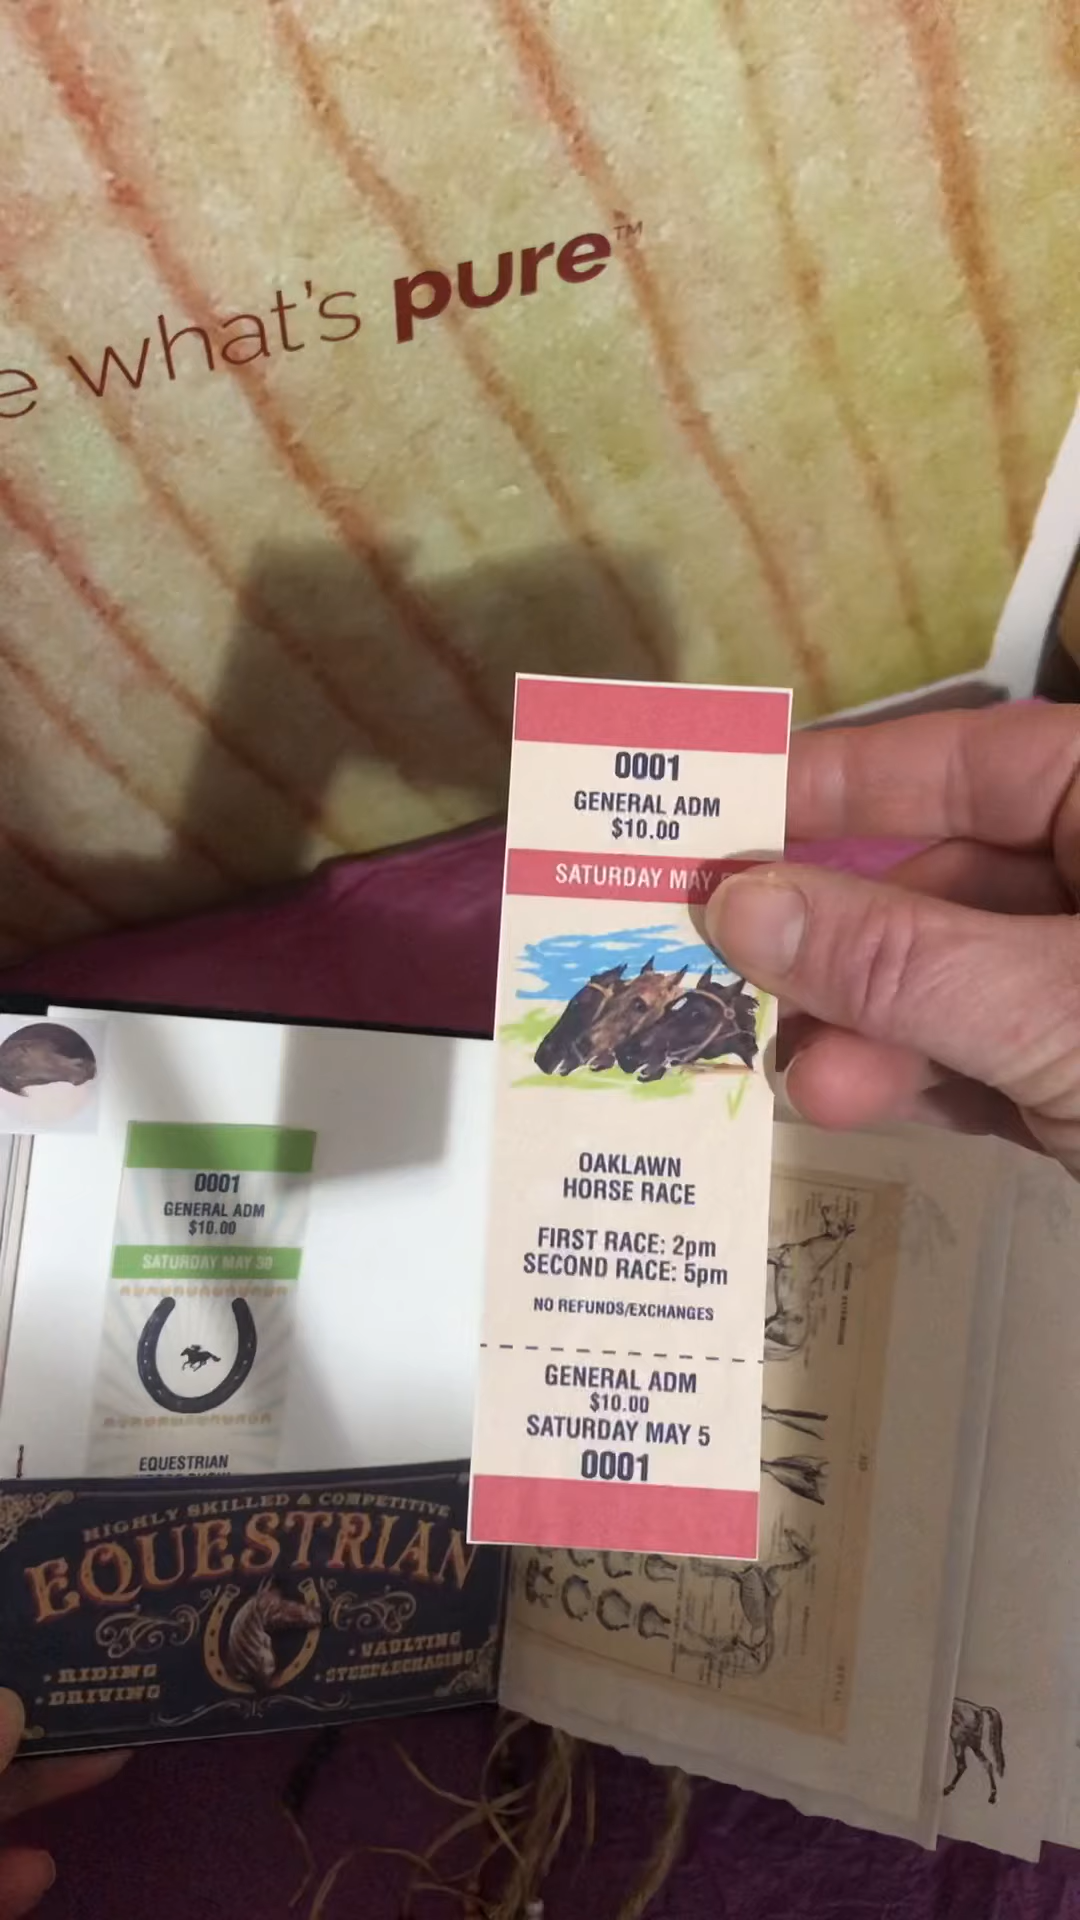 e what's pure™
0001
GENERAL ADM
$10.00
SATURDAY MAY
OAKLAWN
HORSE RACE
FIRST RACE: 2pm
SECOND RACE: 5pm
NO REFUNDS/EXCHANGES
GENERAL ADM
$10.00
SATURDAY MAY 5
0001
0001
GENERAL ADM
$10.00
SATURDAY MAY 30
EQUESTRIAN
HIGHLY SKILLED & COMPETITIVE
EQUESTRIAN
• RIDING
• DRIVING
• VAULTING
• STEEPLECHASING